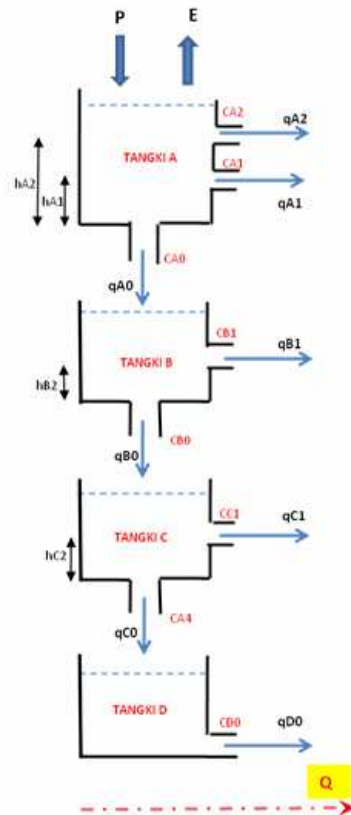 P E
CA2
qA2
TANGKI A
CA1
hA2
hA1
qA1
CA0
qA0
CB1
qB1
TANGKI B
hB2
CB0
qB0
CC1
qC1
TANGKI C
hC2
CA4
qC0
TANGKI D
CD0
qD0
Q